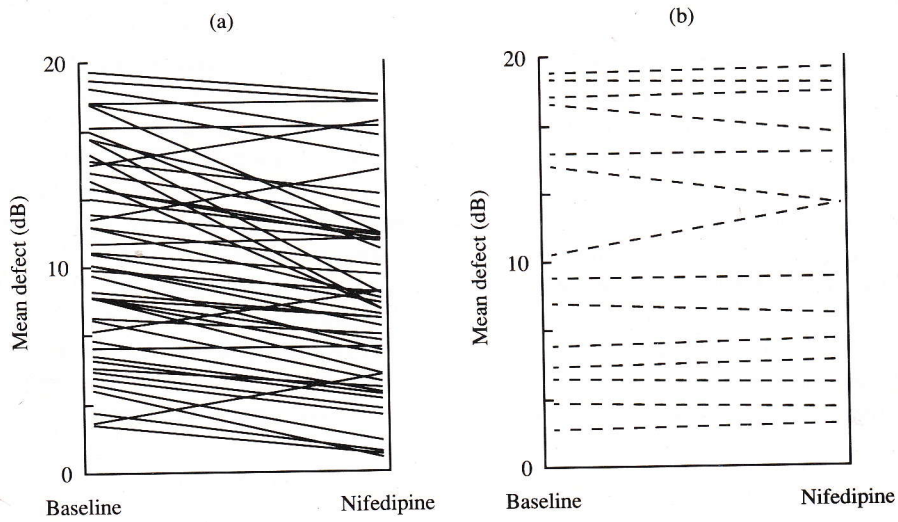 (a)
20
10
0
Mean defect (dB)
Baseline
Nifedipine
(b)
20
10
0
Mean defect (dB)
Baseline
Nifedipine